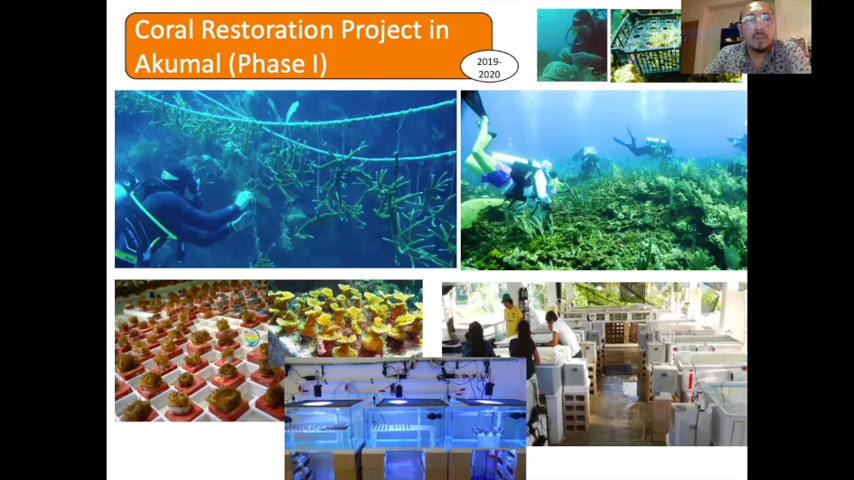 Coral Restoration Project in
Akumal (Phase I)
2019-
2020